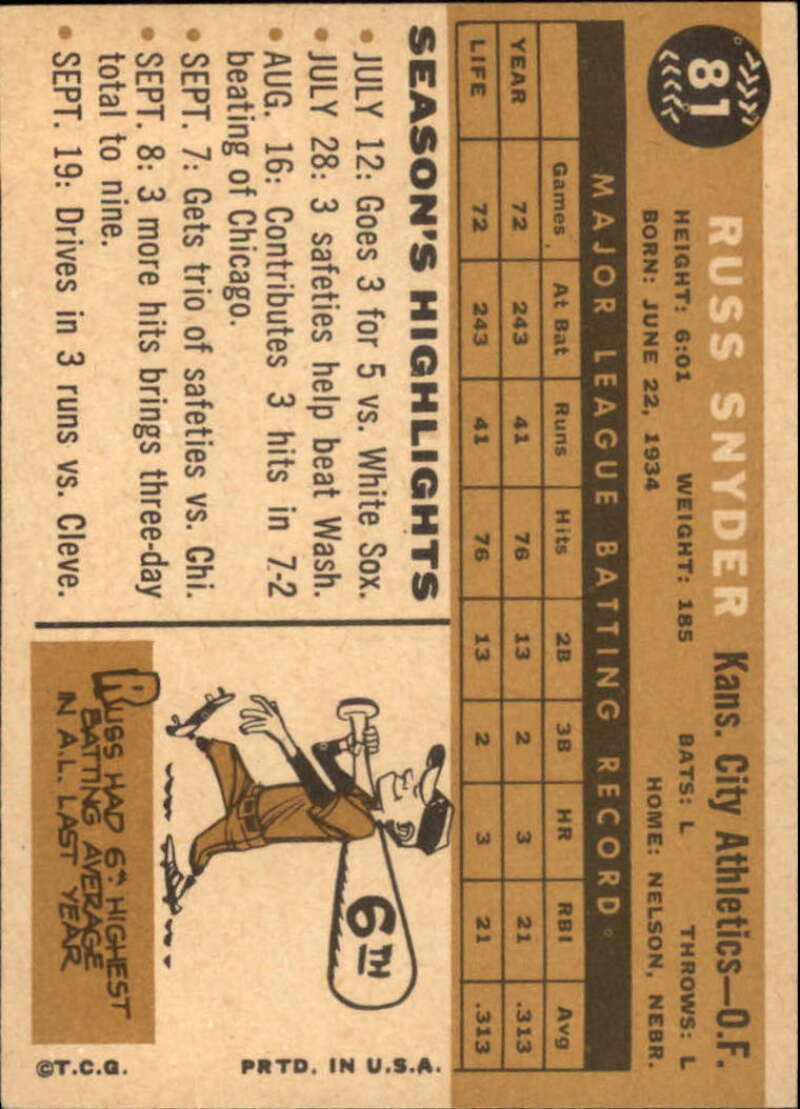 81
RUSS SNYDER Kans. City Athletics—O.F.
HEIGHT: 6:01 WEIGHT: 185 BATS: L THROWS: L
BORN: JUNE 22, 1934 HOME: NELSON, NEBR.
MAJOR LEAGUE BATTING RECORD
Games At Bat Runs Hits 2B 3B HR RBI Avg
YEAR 72 243 41 76 13 2 3 21 .313
LIFE 72 243 41 76 13 2 3 21 .313
SEASON'S HIGHLIGHTS
• JULY 12: Goes 3 for 5 vs. White Sox.
• JULY 28: 3 safeties help beat Wash.
• AUG. 16: Contributes 3 hits in 7-2
beating of Chicago.
• SEPT. 7: Gets trio of safeties vs. Chi.
• SEPT. 8: 3 more hits brings three-day
total to nine.
• SEPT. 19: Drives in 3 runs vs. Cleve.
6TH
RUSS HAD 6TH HIGHEST
BATTING AVERAGE
IN A.L. LAST YEAR
©T.C.G. PRTD. IN U.S.A.